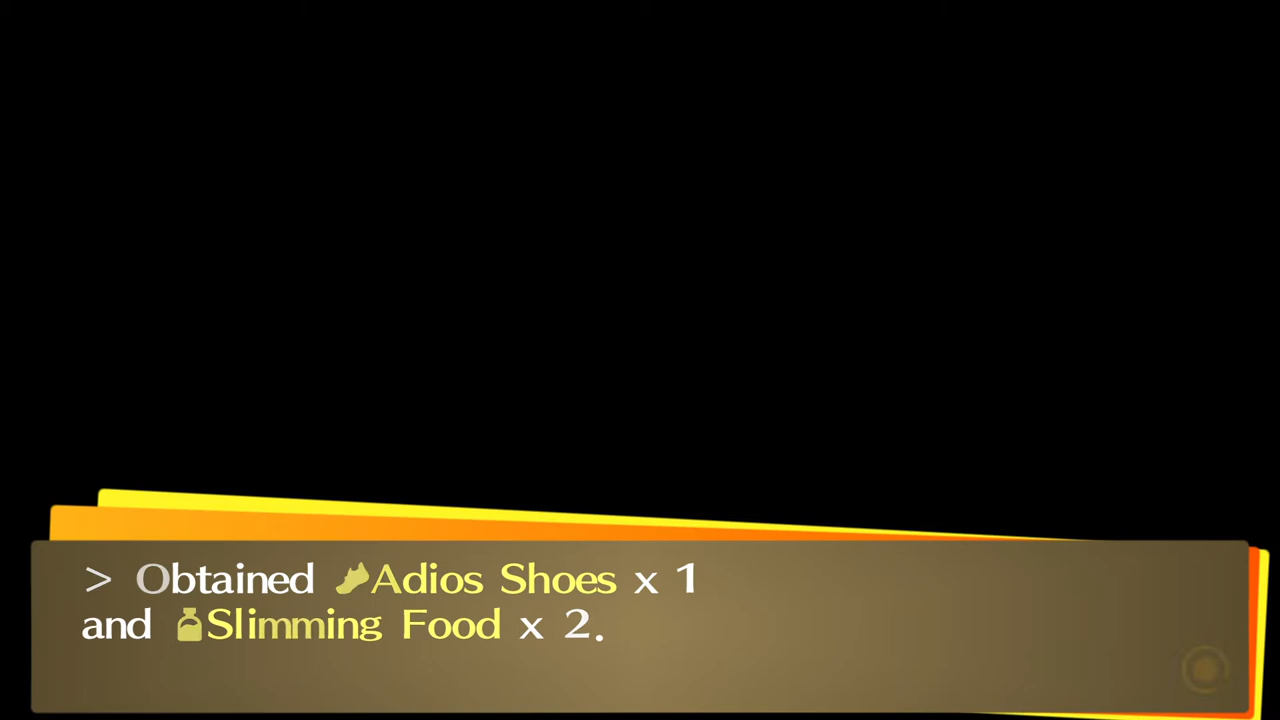 > Obtained Adios Shoes x 1
and Slimming Food x 2.